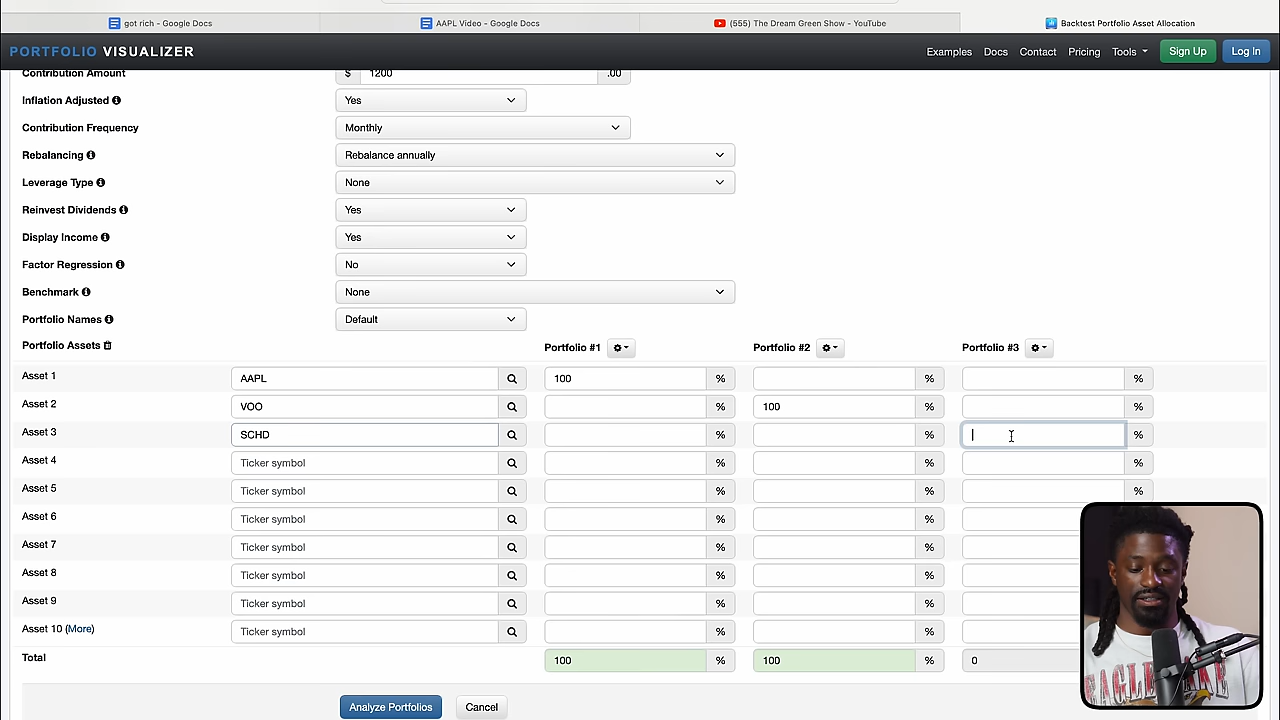 got rich - Google Docs
AAPL Video - Google Docs
(555) The Dream Green Show - YouTube
Backtest Portfolio Asset Allocation
PORTFOLIO VISUALIZER
Examples Docs Contact Pricing Tools Sign Up Log In
Contribution Amount $ 1200 .00
Inflation Adjusted Yes
Contribution Frequency Monthly
Rebalancing Rebalance annually
Leverage Type None
Reinvest Dividends Yes
Display Income Yes
Factor Regression No
Benchmark None
Portfolio Names Default
Portfolio Assets Portfolio #1 Portfolio #2 Portfolio #3
Asset 1 AAPL 100 % % %
Asset 2 VOO % 100 % %
Asset 3 SCHD % % %
Asset 4 Ticker symbol % % %
Asset 5 Ticker symbol % % %
Asset 6 Ticker symbol % %
Asset 7 Ticker symbol % %
Asset 8 Ticker symbol % %
Asset 9 Ticker symbol % %
Asset 10 (More) Ticker symbol % %
Total 100 % 100 % 0
Analyze Portfolios Cancel
EAGLE LAKE